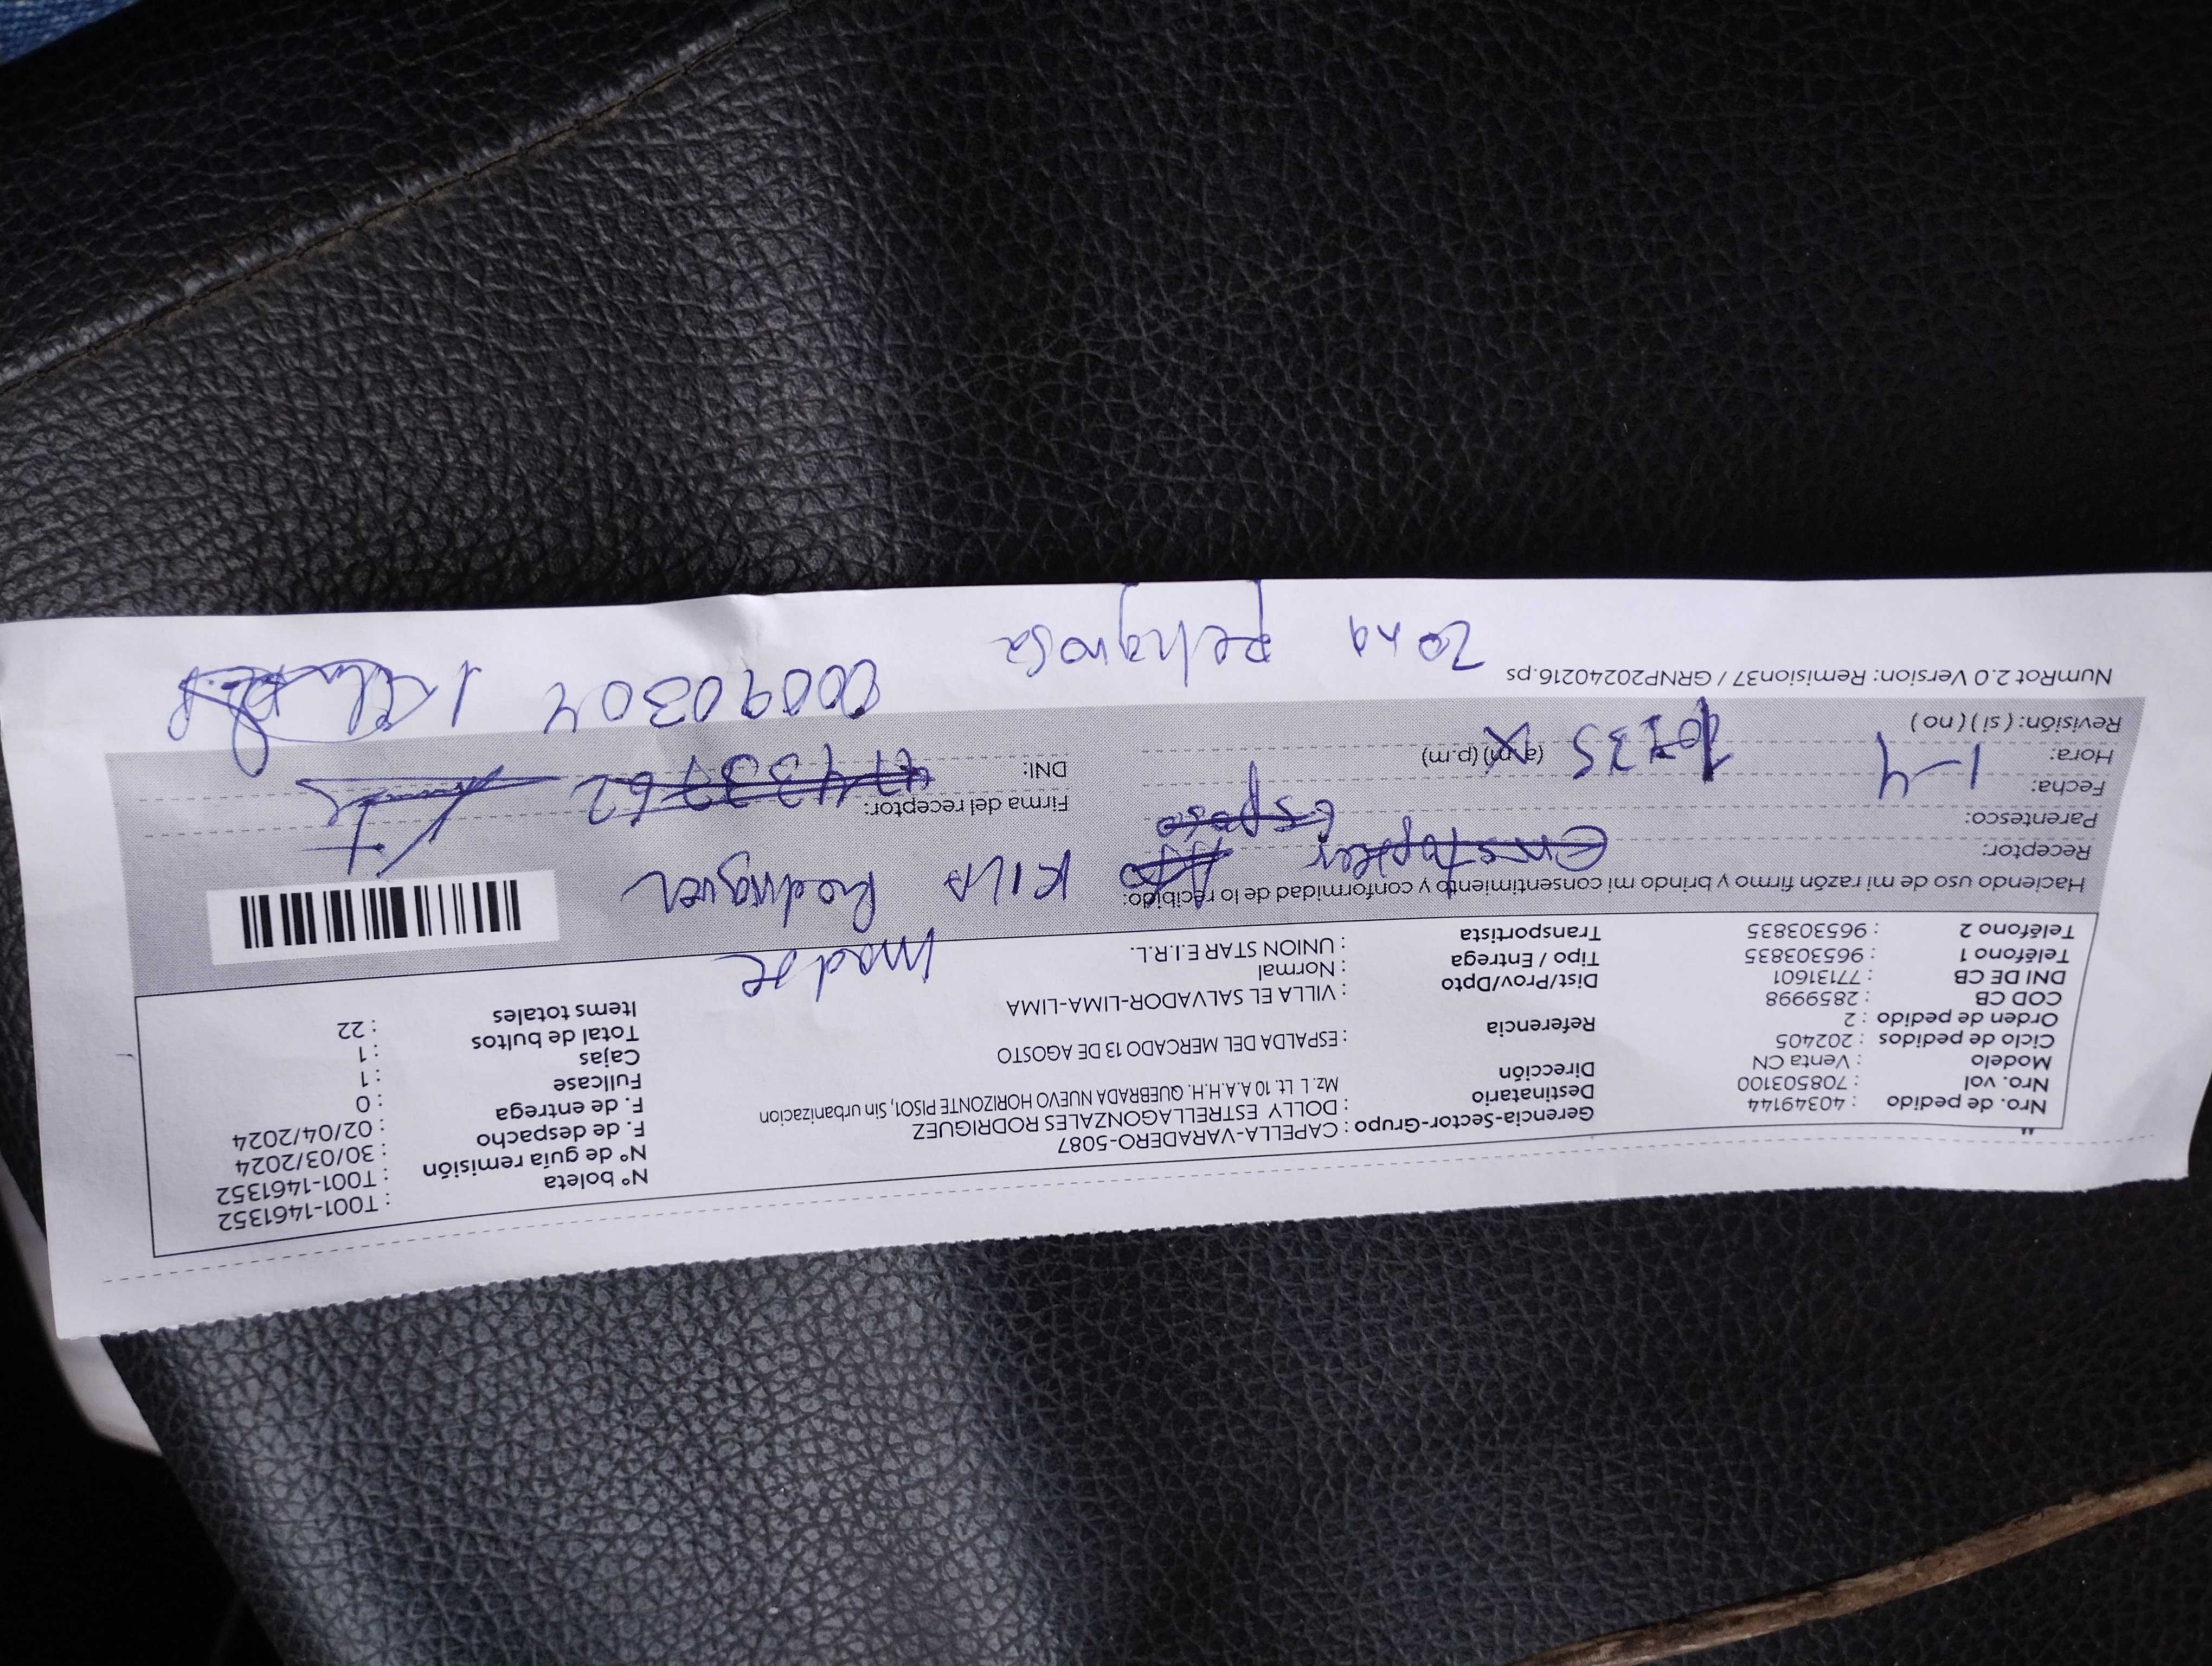 Nro. de pedido : 40349144
Nro. vol : 708503100
Modelo : Venta CN
Ciclo de pedidos : 202405
Orden de pedido : 2
COD CB : 2859998
DNI DE CB : 77131601
Teléfono 1 : 965303835
Teléfono 2 : 965303835
Gerencia-Sector-Grupo : CAPELLA-VARADERO-5087
Destinatario : DOLLY ESTRELLAGONZALES RODRIGUEZ
Dirección Mz. L Lt. 10 A.A.H.H. QUEBRADA NUEVO HORIZONTE PISO1, Sin urbanizacion
Referencia : ESPALDA DEL MERCADO 13 DE AGOSTO
Dist/Prov/Dpto : VILLA EL SALVADOR-LIMA-LIMA
Tipo / Entrega : Normal
Transportista : UNION STAR E.I.R.L.
N° boleta : T001-1461352
N° de guía remisión : T001-1461352
F. de despacho : 30/03/2024
F. de entrega : 02/04/2024
Fullcase : 0
Cajas : 1
Total de bultos : 1
Items totales : 22
madre
Haciendo uso de mi razón firmo y brindo mi consentimiento y conformidad de lo recibido:
KILA Rodriguez
Receptor:
Parentesco: Esposo
Fecha: 1-4
Firma del receptor:
Hora: 10:35 (a.m) (p.m)
DNI:
Revisión: ( si ) ( no )
00090304
NumRot 2.0 Version: Remision37 / GRNP20240216.ps
Zona peligrosa